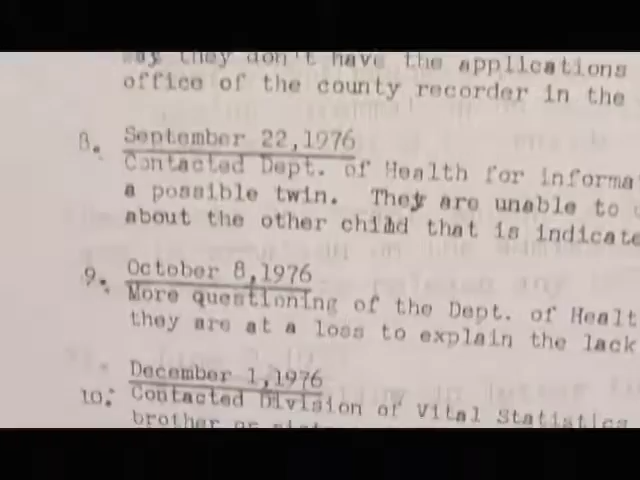 say they don't have the applications
office of the county recorder in the
8. September 22,1976
Contacted Dept. of Health for informa
a possible twin. They are unable to
about the other child that is indicate
9. October 8,1976
More questioning of the Dept. of Healt
they are at a loss to explain the lack
10. December 1,1976
Contacted Division of Vital Statistics
brother or